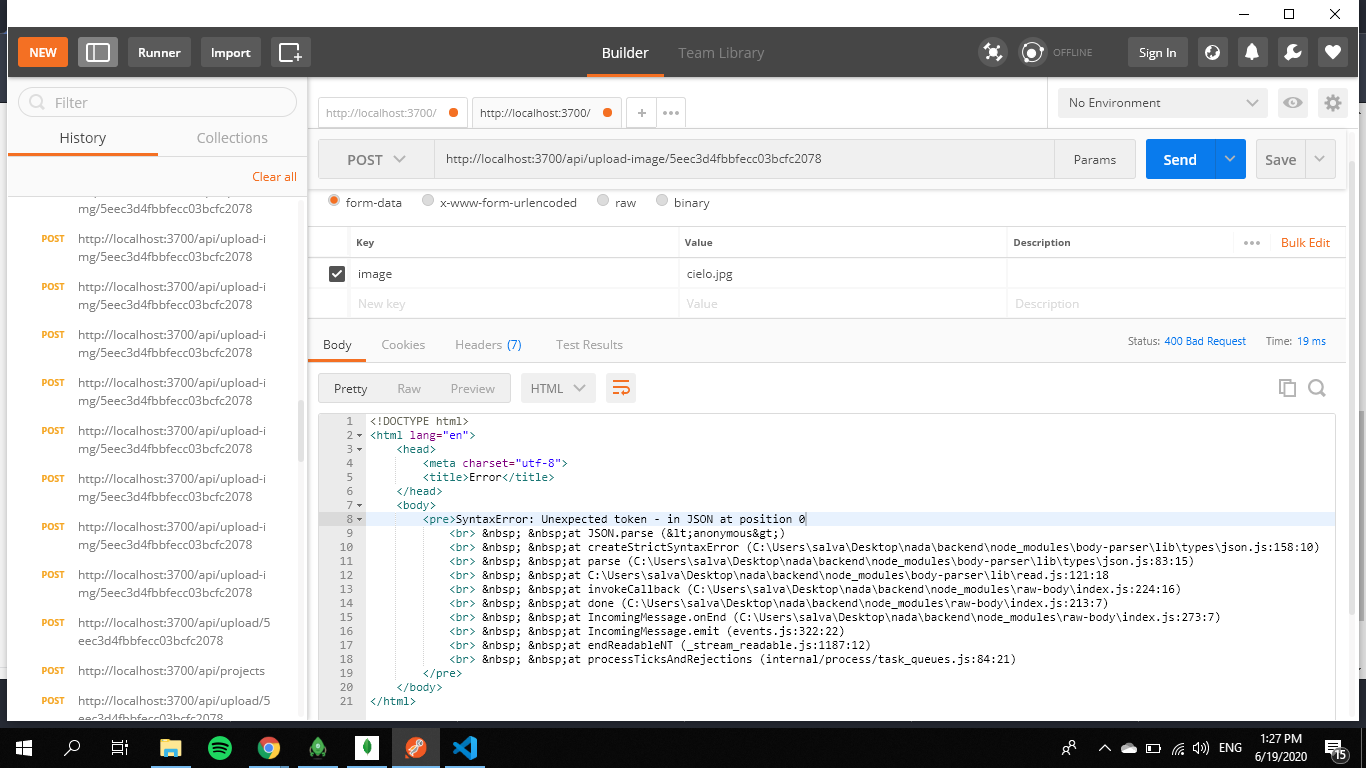 NEW
Runner
Import
Builder
Team Library
OFFLINE
Sign In
Filter
History
Collections
Clear all
mg/5eec3d4fbbfecc03bcfc2078
POST http://localhost:3700/api/upload-i
mg/5eec3d4fbbfecc03bcfc2078
POST http://localhost:3700/api/upload-i
mg/5eec3d4fbbfecc03bcfc2078
POST http://localhost:3700/api/upload-i
mg/5eec3d4fbbfecc03bcfc2078
POST http://localhost:3700/api/upload-i
mg/5eec3d4fbbfecc03bcfc2078
POST http://localhost:3700/api/upload-i
mg/5eec3d4fbbfecc03bcfc2078
POST http://localhost:3700/api/upload-i
mg/5eec3d4fbbfecc03bcfc2078
POST http://localhost:3700/api/upload-i
mg/5eec3d4fbbfecc03bcfc2078
POST http://localhost:3700/api/upload-i
mg/5eec3d4fbbfecc03bcfc2078
POST http://localhost:3700/api/upload/5
eec3d4fbbfecc03bcfc2078
POST http://localhost:3700/api/projects
POST http://localhost:3700/api/upload/5
eec3d4fbbfecc03bcfc2078
http://localhost:3700/
http://localhost:3700/
+
•••
No Environment
POST
http://localhost:3700/api/upload-image/5eec3d4fbbfecc03bcfc2078
Params
Send
Save
form-data
x-www-form-urlencoded
raw
binary
Key Value Description ••• Bulk Edit
image cielo.jpg
New key Value Description
Body Cookies Headers (7) Test Results
Status: 400 Bad Request Time: 19 ms
Pretty Raw Preview HTML
1 <!DOCTYPE html>
2 <html lang="en">
3 <head>
4 <meta charset="utf-8">
5 <title>Error</title>
6 </head>
7 <body>
8 <pre>SyntaxError: Unexpected token - in JSON at position 0
9 <br> &nbsp; &nbsp;at JSON.parse (&lt;anonymous&gt;)
10 <br> &nbsp; &nbsp;at createStrictSyntaxError (C:\Users\salva\Desktop\nada\backend\node_modules\body-parser\lib\types\json.js:158:10)
11 <br> &nbsp; &nbsp;at parse (C:\Users\salva\Desktop\nada\backend\node_modules\body-parser\lib\types\json.js:83:15)
12 <br> &nbsp; &nbsp;at C:\Users\salva\Desktop\nada\backend\node_modules\body-parser\lib\read.js:121:18
13 <br> &nbsp; &nbsp;at invokeCallback (C:\Users\salva\Desktop\nada\backend\node_modules\raw-body\index.js:224:16)
14 <br> &nbsp; &nbsp;at done (C:\Users\salva\Desktop\nada\backend\node_modules\raw-body\index.js:213:7)
15 <br> &nbsp; &nbsp;at IncomingMessage.onEnd (C:\Users\salva\Desktop\nada\backend\node_modules\raw-body\index.js:273:7)
16 <br> &nbsp; &nbsp;at IncomingMessage.emit (events.js:322:22)
17 <br> &nbsp; &nbsp;at endReadableNT (_stream_readable.js:1187:12)
18 <br> &nbsp; &nbsp;at processTicksAndRejections (internal/process/task_queues.js:84:21)
19 </pre>
20 </body>
21 </html>
ENG
1:27 PM
6/19/2020
15